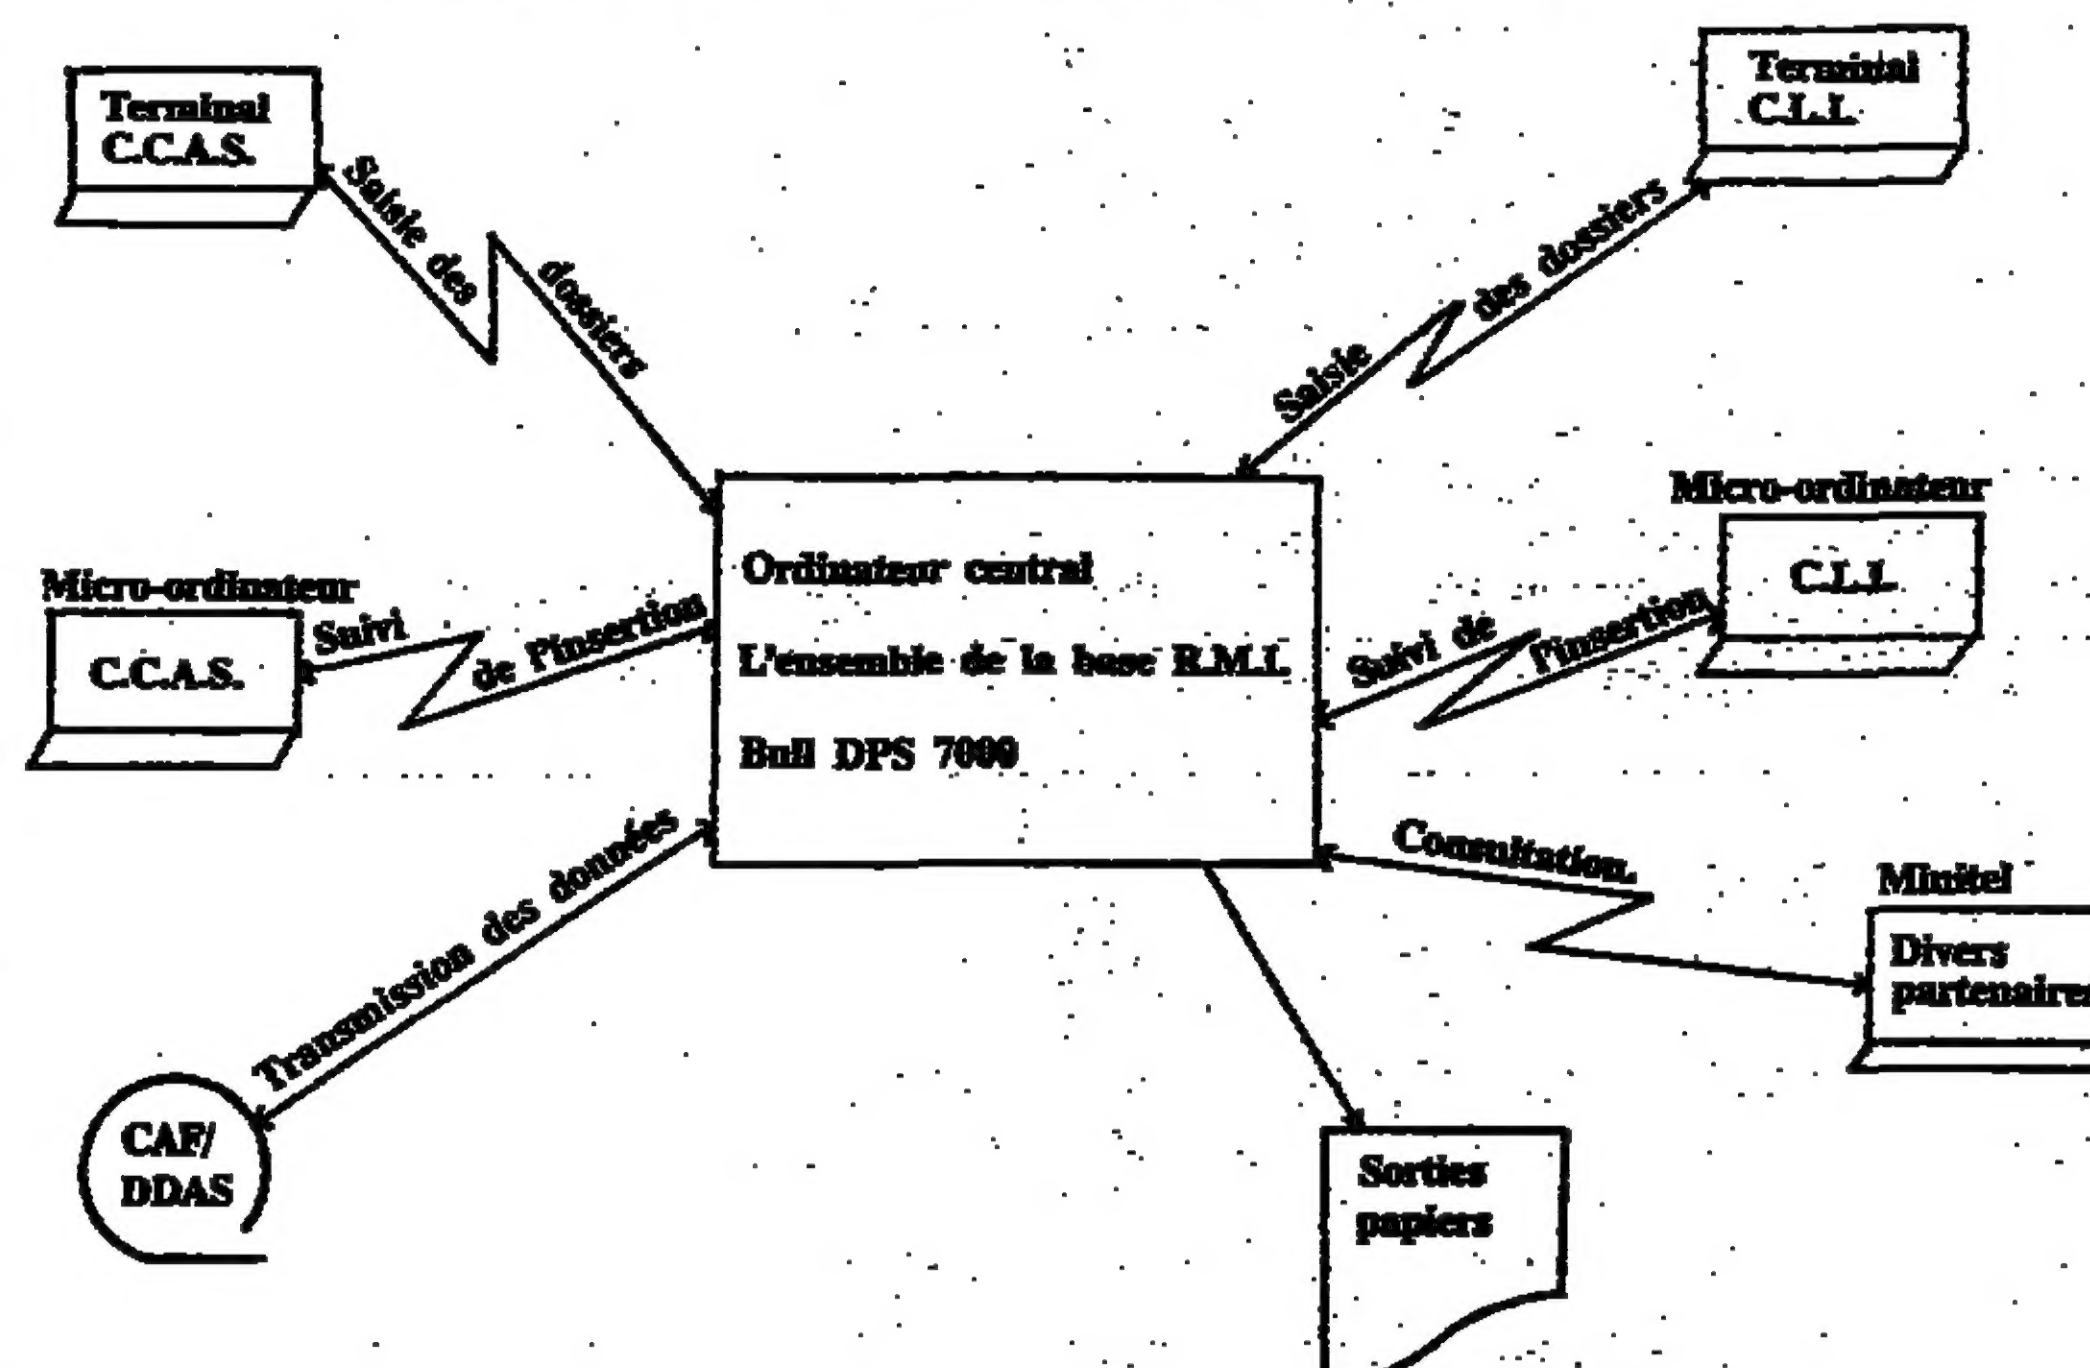 Terminal
C.C.A.S.
Terminal
C.L.I.
Saisie des dossiers
Saisie des dossiers
Micro-ordinateur
C.L.I.
Micro-ordinateur
C.C.A.S.
Suivi de l'insertion
Ordinateur central
L'ensemble de la base R.M.I.
Bull DPS 7000
Suivi de l'insertion
Transmission des données
Consultation.
Minitel
Divers
partenaires
CAF/
DDAS
Sorties
papiers